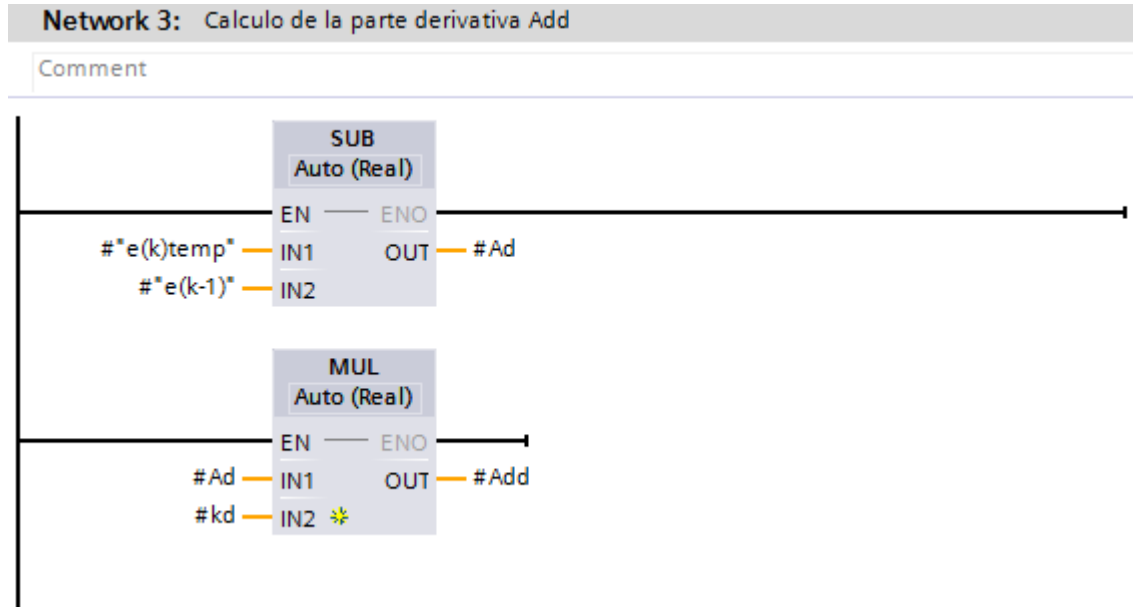 Network 3: Calculo de la parte derivativa Add
Comment
SUB
Auto (Real)
EN ENO
#"e(k)temp" IN1 OUT #Ad
#"e(k-1)" IN2
MUL
Auto (Real)
EN ENO
#Ad IN1 OUT #Add
#kd IN2